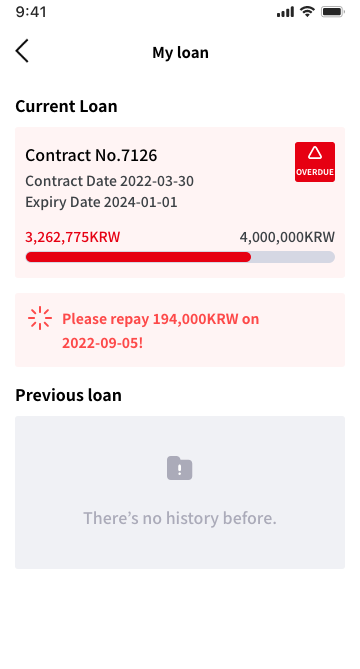 9:41
My loan
Current Loan
Contract No.7126
OVERDUE
Contract Date 2022-03-30
Expiry Date 2024-01-01
3,262,775KRW
4,000,000KRW
Please repay 194,000KRW on
2022-09-05!
Previous loan
There's no history before.